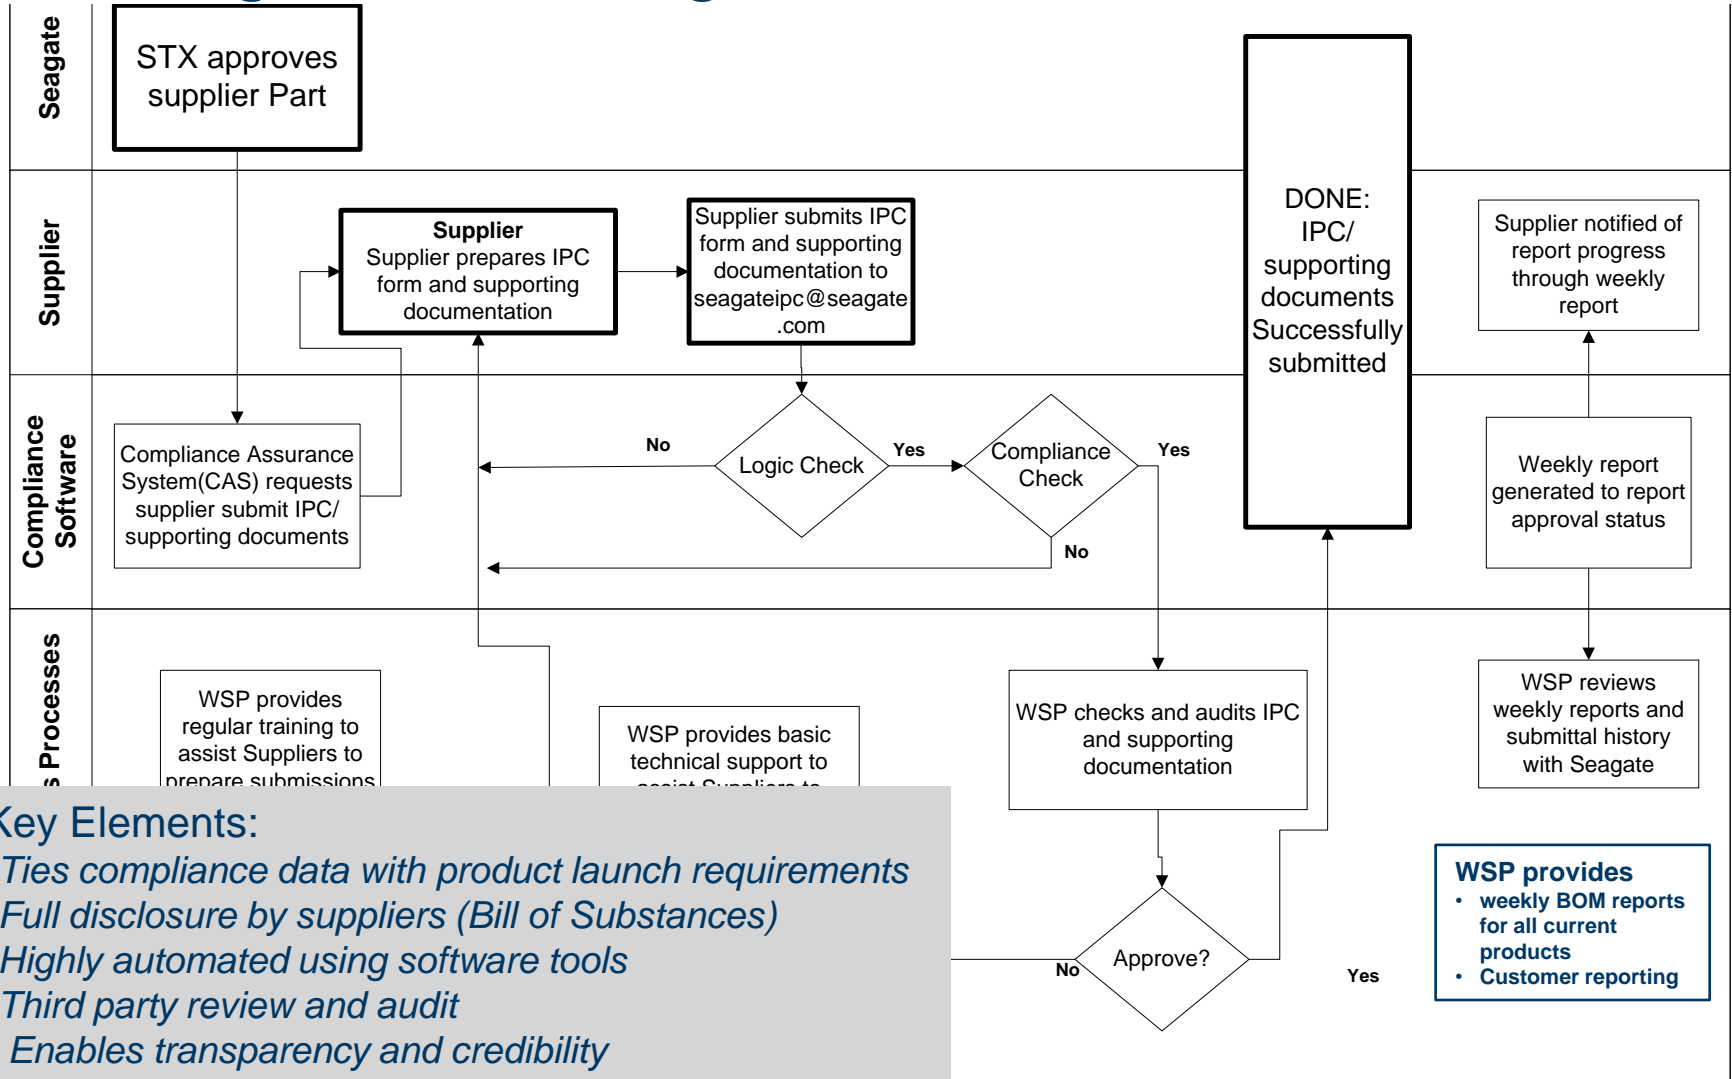 Seagate
STX approves
supplier Part
Supplier
Supplier
Supplier prepares IPC
form and supporting
documentation
Supplier submits IPC
form and supporting
documentation to
seagateipc@seagate
.com
DONE:
IPC/
supporting
documents
Successfully
submitted
Supplier notified of
report progress
through weekly
report
Compliance
Software
Compliance Assurance
System(CAS) requests
supplier submit IPC/
supporting documents
No
Logic Check
Yes
Compliance
Check
Yes
No
Weekly report
generated to report
approval status
s Processes
WSP provides
regular training to
assist Suppliers to
prepare submissions
WSP provides basic
technical support to
assist Suppliers to
WSP checks and audits IPC
and supporting
documentation
WSP reviews
weekly reports and
submittal history
with Seagate
No
Approve?
Yes
WSP provides
• weekly BOM reports
for all current
products
• Customer reporting
Key Elements:
Ties compliance data with product launch requirements
Full disclosure by suppliers (Bill of Substances)
Highly automated using software tools
Third party review and audit
Enables transparency and credibility